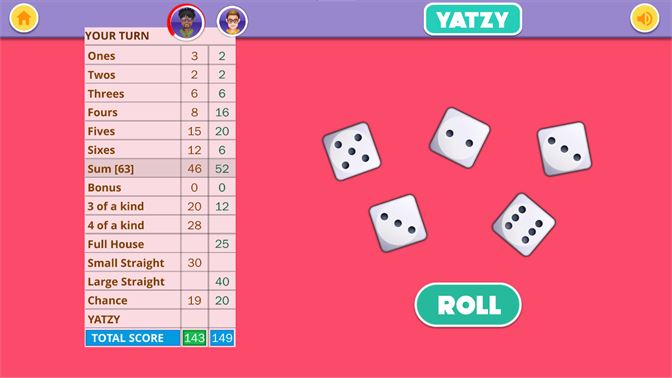 YATZY
YOUR TURN
Ones 3 2
Twos 2 2
Threes 6 6
Fours 8 16
Fives 15 20
Sixes 12 6
Sum [63] 46 52
Bonus 0 0
3 of a kind 20 12
4 of a kind 28
Full House 25
Small Straight 30
Large Straight 40
Chance 19 20
YATZY
TOTAL SCORE 143 149
ROLL